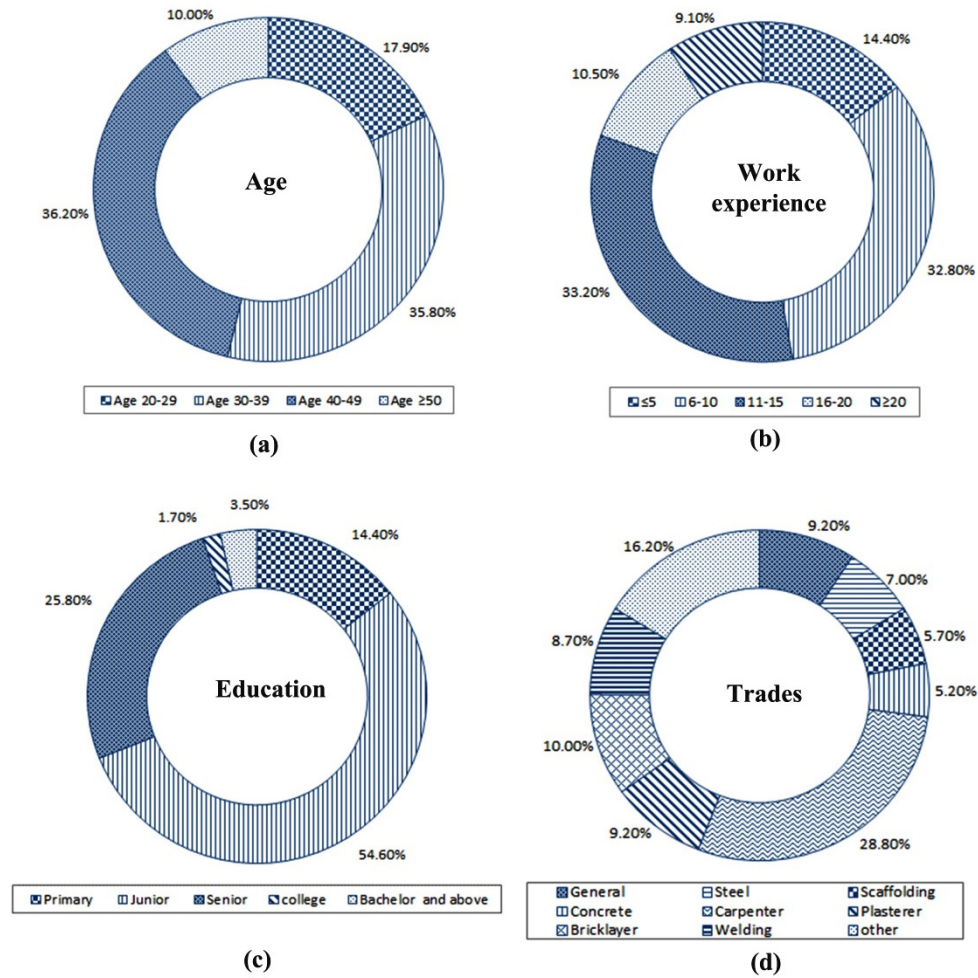 10.00%
17.90%
Age
36.20%
35.80%
Age 20-29 Age 30-39 Age 40-49 Age ≥50
(a)
9.10%
14.40%
10.50%
Work
experience
33.20%
32.80%
≤5 6-10 11-15 16-20 ≥20
(b)
3.50%
1.70%
14.40%
25.80%
Education
54.60%
Primary Junior Senior college Bachelor and above
(c)
9.20%
16.20%
7.00%
5.70%
8.70%
5.20%
Trades
10.00%
9.20%
28.80%
General Steel Scaffolding
Concrete Carpenter Plasterer
Bricklayer Welding other
(d)